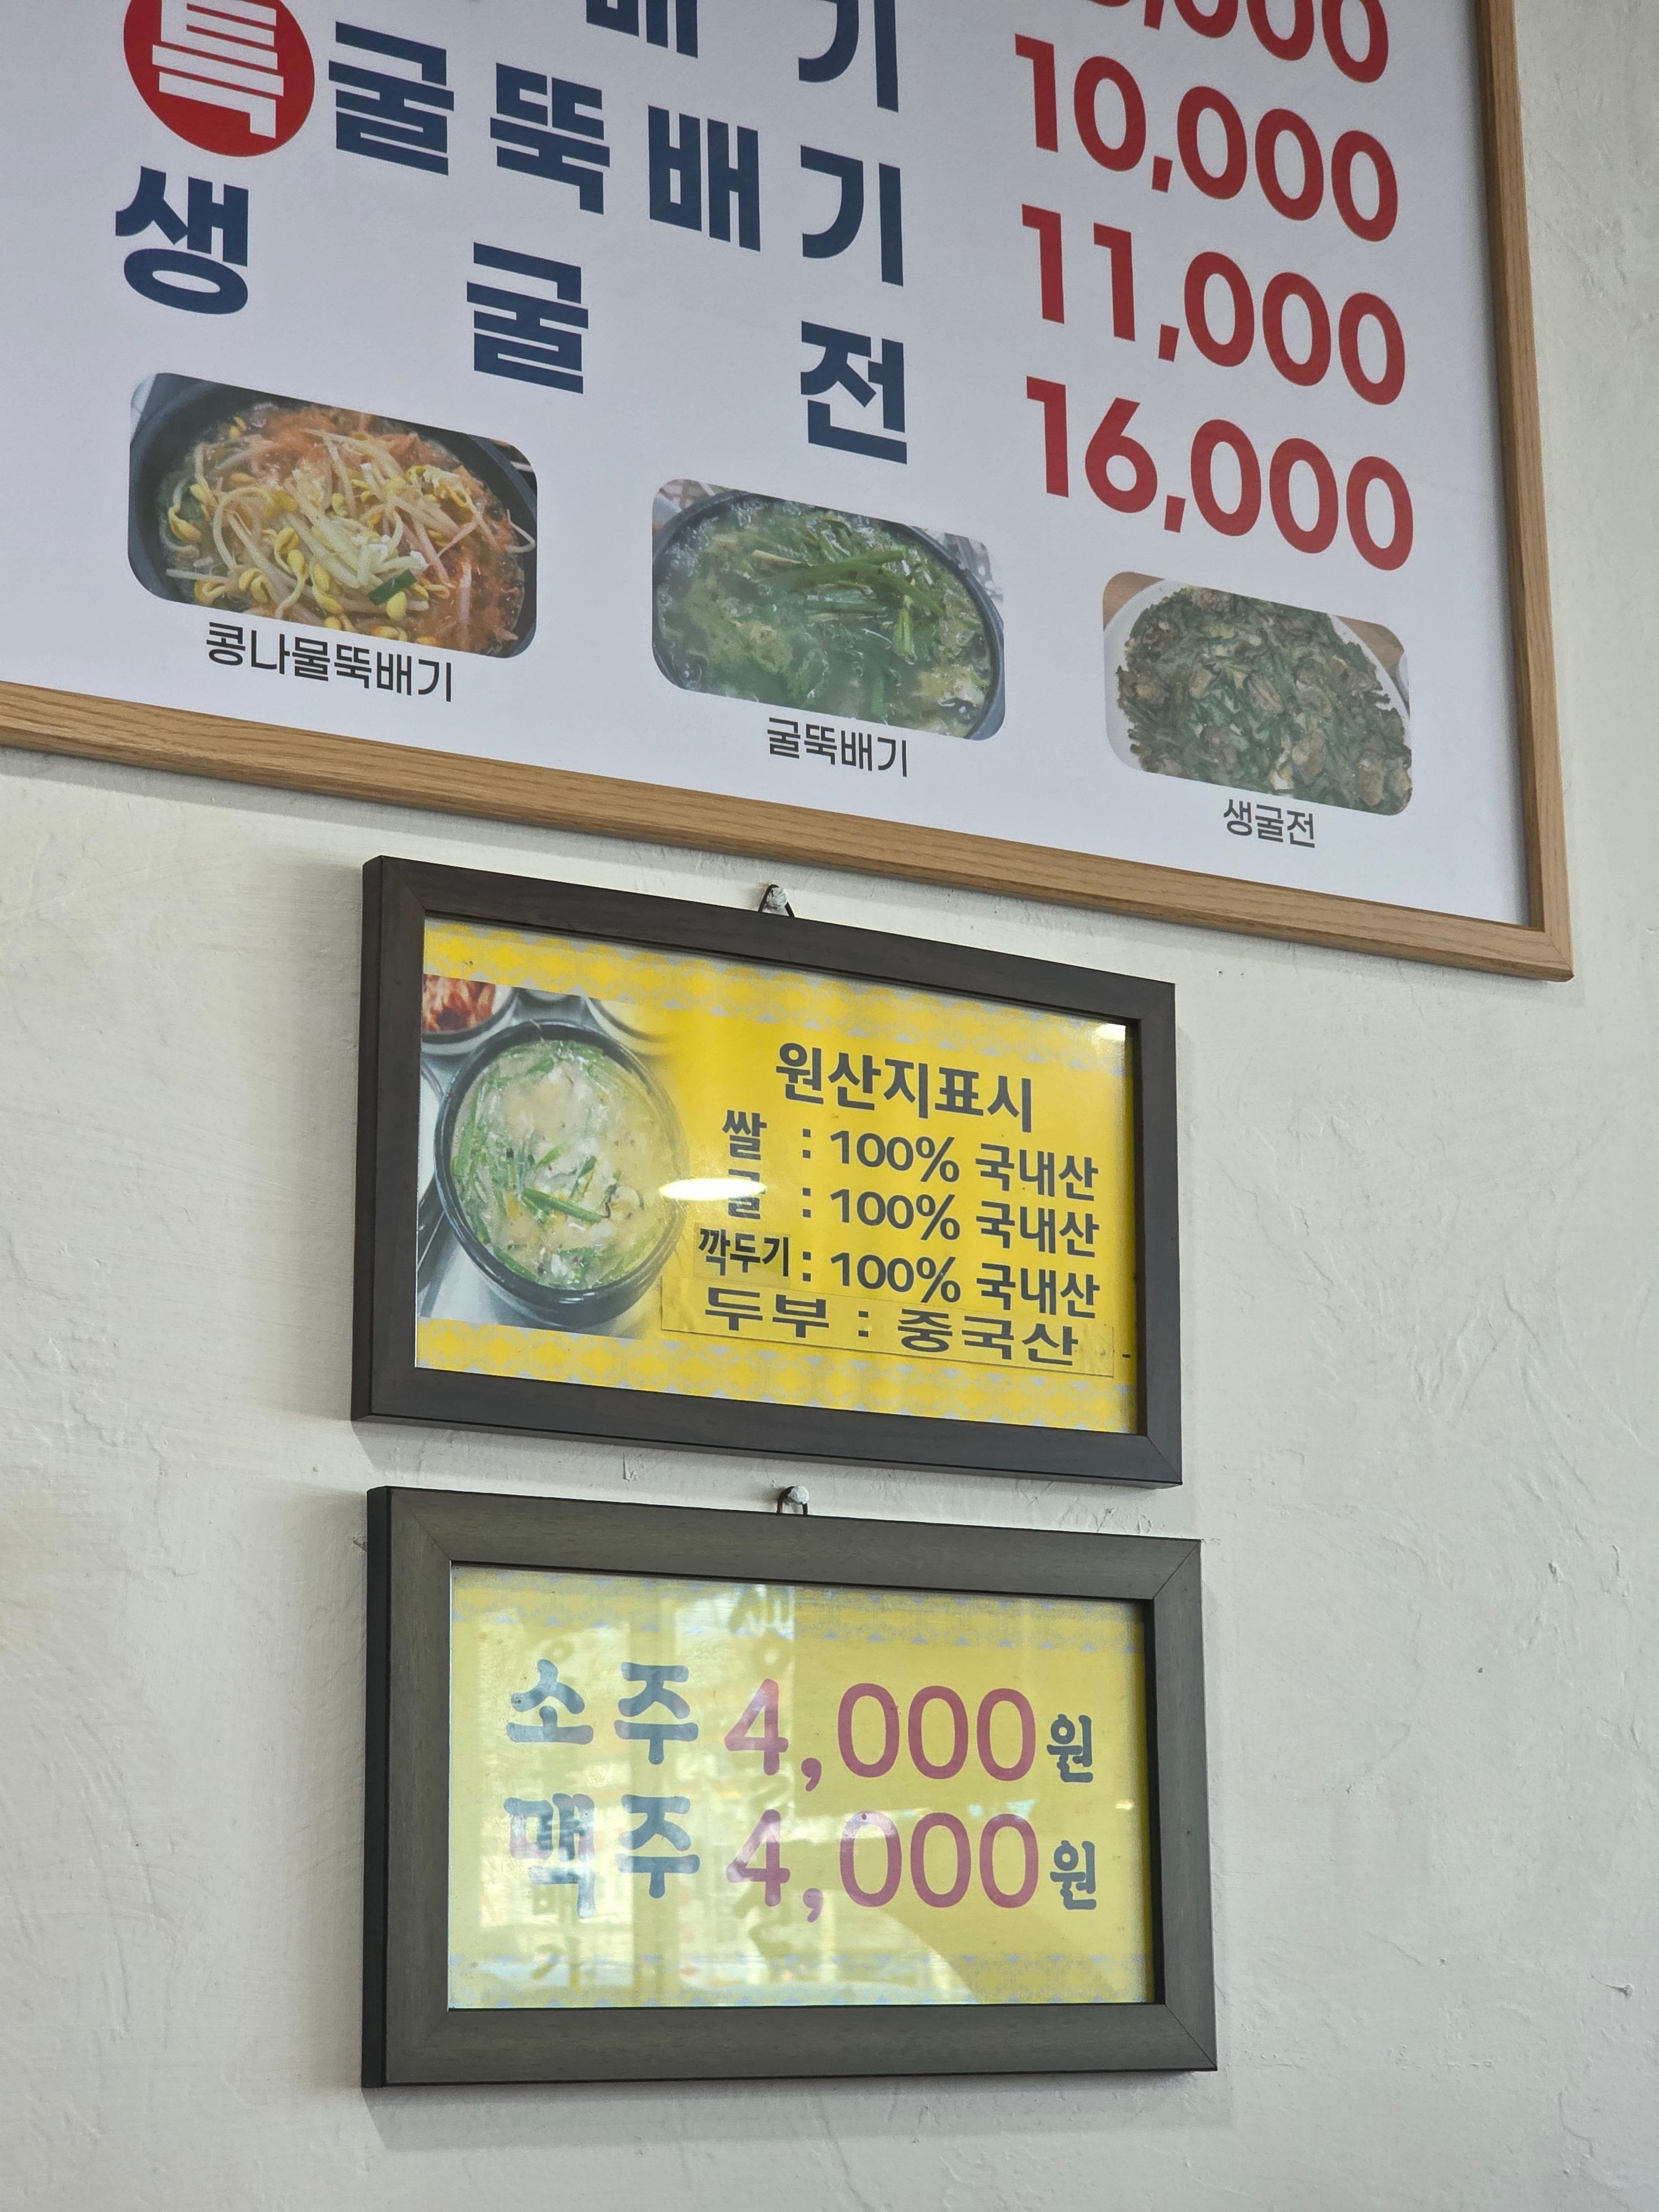 배기 10,000
특 굴뚝배기 11,000
생굴전 16,000
콩나물뚝배기
굴뚝배기
생굴전
원산지표시
쌀 : 100% 국내산
굴 : 100% 국내산
깍두기 : 100% 국내산
두부 : 중국산
소주 4,000원
맥주 4,000원